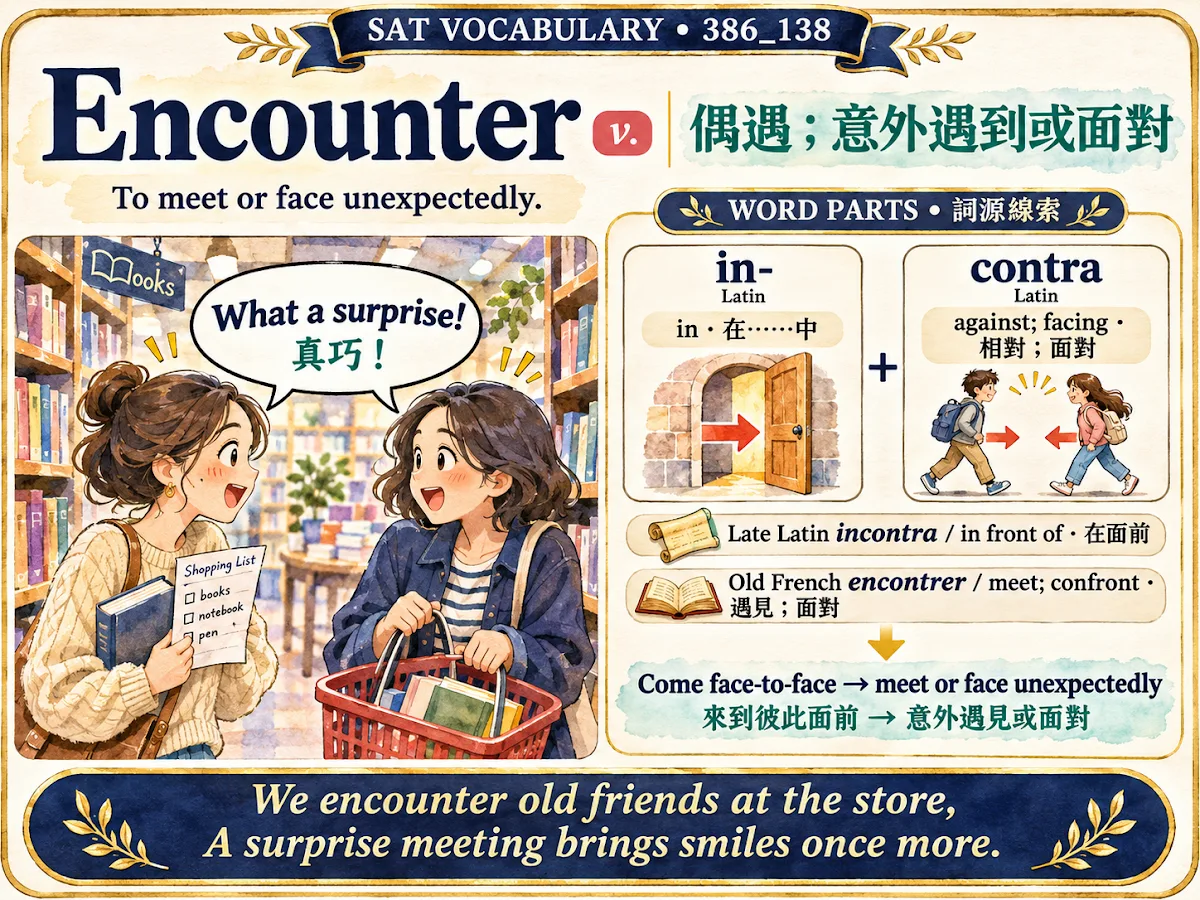 SAT VOCABULARY • 386_138
Encounter
v.
偶遇；意外遇到或面對
To meet or face unexpectedly.
Books
What a surprise!
真巧！
Shopping List
books
notebook
pen
WORD PARTS • 詞源線索
in-
Latin
in · 在……中
+
contra
Latin
against; facing ·
相對；面對
Late Latin incontra / in front of · 在面前
Old French encontrer / meet; confront ·
遇見；面對
Come face-to-face → meet or face unexpectedly
來到彼此面前 → 意外遇見或面對
We encounter old friends at the store,
A surprise meeting brings smiles once more.